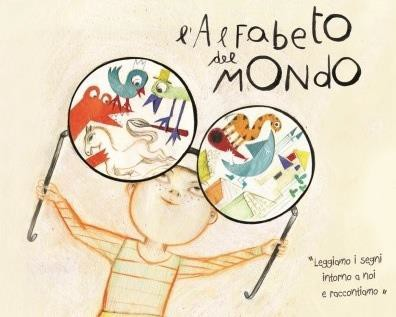 l'Alfabeto
del
Mondo
"Leggiamo i segni
intorno a noi
e raccontiamo"